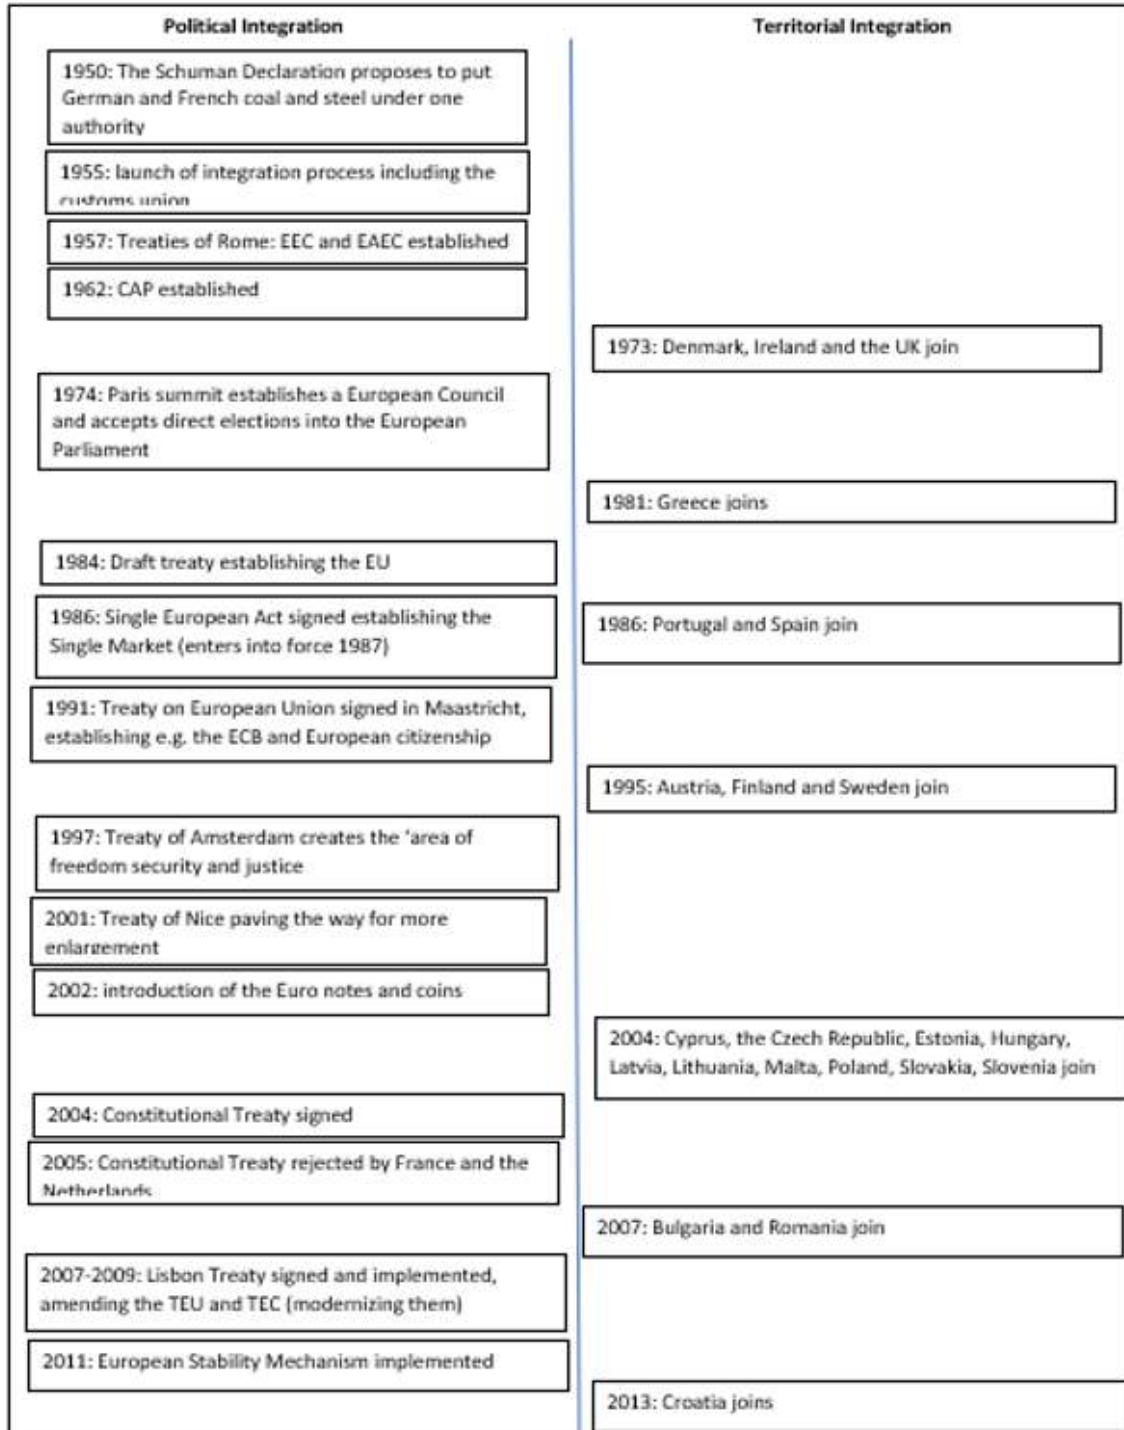 Political Integration
Territorial Integration
1950: The Schuman Declaration proposes to put
German and French coal and steel under one
authority
1955: launch of integration process including the
customs union
1957: Treaties of Rome: EEC and EAEC established
1962: CAP established
1973: Denmark, Ireland and the UK join
1974: Paris summit establishes a European Council
and accepts direct elections into the European
Parliament
1981: Greece joins
1984: Draft treaty establishing the EU
1986: Single European Act signed establishing the
Single Market (enters into force 1987)
1986: Portugal and Spain join
1991: Treaty on European Union signed in Maastricht,
establishing e.g. the ECB and European citizenship
1995: Austria, Finland and Sweden join
1997: Treaty of Amsterdam creates the 'area of
freedom security and justice
2001: Treaty of Nice paving the way for more
enlargement
2002: introduction of the Euro notes and coins
2004: Cyprus, the Czech Republic, Estonia, Hungary,
Latvia, Lithuania, Malta, Poland, Slovakia, Slovenia join
2004: Constitutional Treaty signed
2005: Constitutional Treaty rejected by France and the
Netherlands
2007: Bulgaria and Romania join
2007-2009: Lisbon Treaty signed and implemented,
amending the TEU and TEC (modernizing them)
2011: European Stability Mechanism implemented
2013: Croatia joins